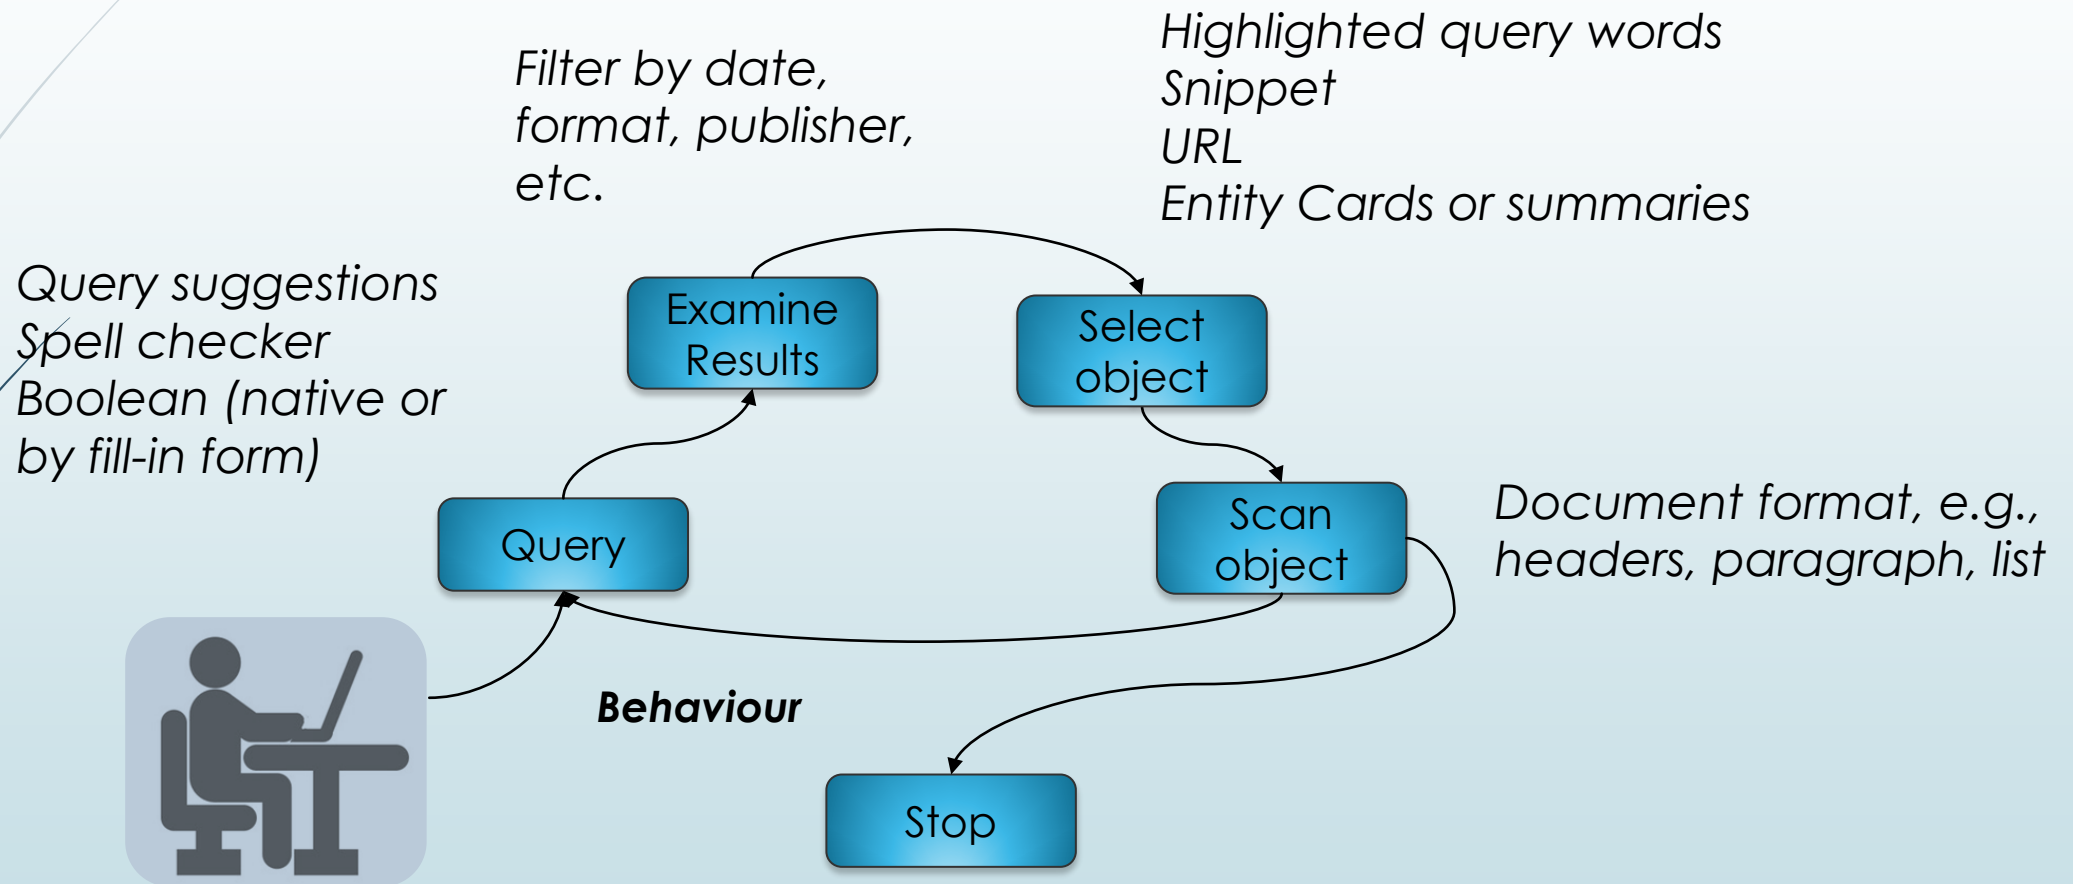 Highlighted query words
Snippet
URL
Entity Cards or summaries
Filter by date,
format, publisher,
etc.
Query suggestions
Spell checker
Boolean (native or
by fill-in form)
Examine
Results
Select
object
Query
Scan
object
Document format, e.g.,
headers, paragraph, list
Behaviour
Stop